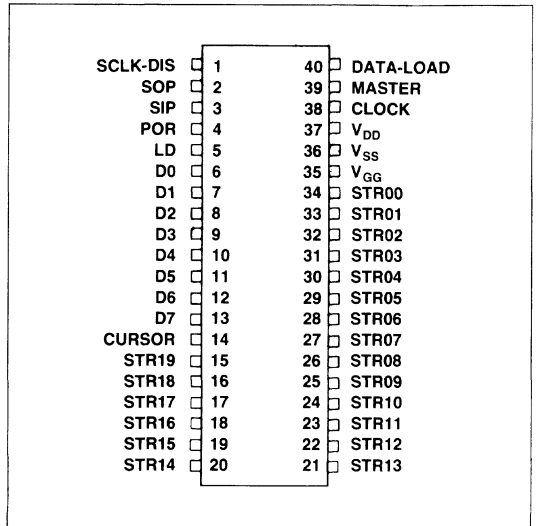 SCLK-DIS 1 40 DATA-LOAD
SOP 2 39 MASTER
SIP 3 38 CLOCK
POR 4 37 VDD
LD 5 36 VSS
D0 6 35 VGG
D1 7 34 STR00
D2 8 33 STR01
D3 9 32 STR02
D4 10 31 STR03
D5 11 30 STR04
D6 12 29 STR05
D7 13 28 STR06
CURSOR 14 27 STR07
STR19 15 26 STR08
STR18 16 25 STR09
STR17 17 24 STR10
STR16 18 23 STR11
STR15 19 22 STR12
STR14 20 21 STR13